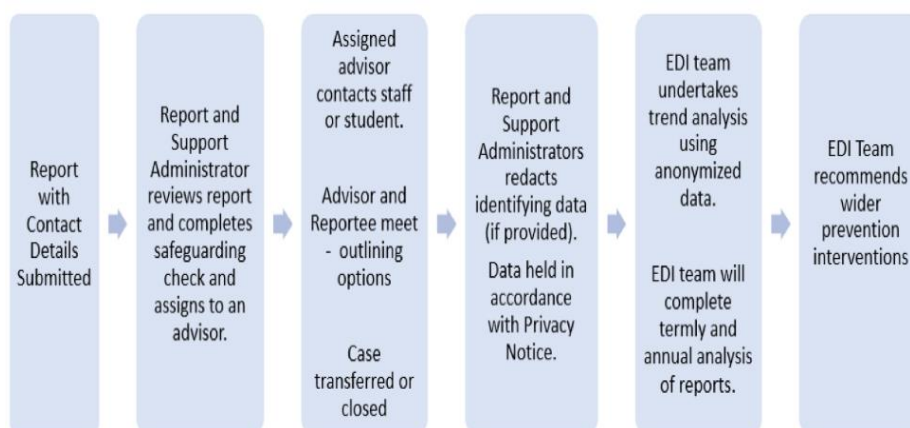 Report
with
Contact
Details
Submitted
Report and
Support
Administrator
reviews report
and completes
safeguarding
check and
assigns to an
advisor.
Assigned
advisor
contacts staff
or student.
Advisor and
Reportee meet
- outlining
options
Case
transferred or
closed
Report and
Support
Administrators
redacts
identifying data
(if provided).
Data held in
accordance
with Privacy
Notice.
EDI team
undertakes
trend analysis
using
anonymized
data.
EDI team will
complete
termly and
annual analysis
of reports.
EDI Team
recommends
wider
prevention
interventions